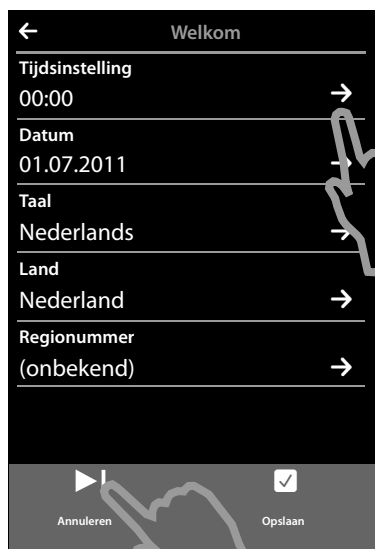 Welkom
Tijdsinstelling
00:00
Datum
01.07.2011
Taal
Nederlands
Land
Nederland
Regionummer
(onbekend)
Annuleren
Opslaan